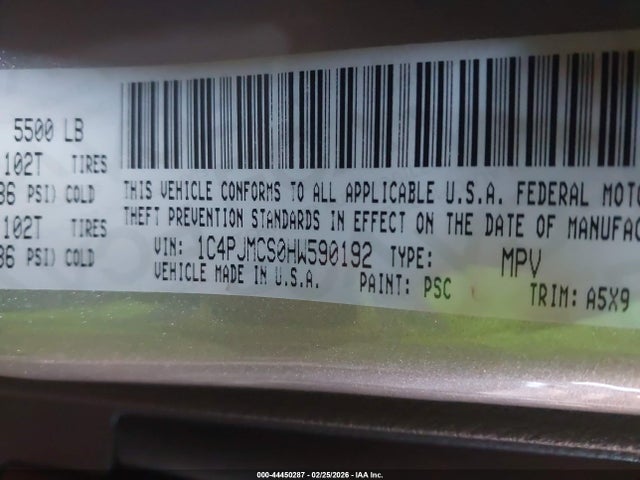 5500 LB
102T TIRES
36 PSI) COLD
102T TIRES
36 PSI) COLD
THIS VEHICLE CONFORMS TO ALL APPLICABLE U.S.A. FEDERAL MOTO
THEFT PREVENTION STANDARDS IN EFFECT ON THE DATE OF MANUFAC
VIN: 1C4PJMCS0HW590192 TYPE: MPV
VEHICLE MADE IN U.S.A. PAINT: PSC TRIM: A5X9
000-44450287 - 02/25/2026 - IAA Inc.